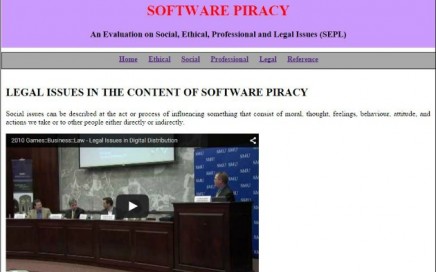 SOFTWARE PIRACY
An Evaluation on Social, Ethical, Professional and Legal Issues (SEPL)
Home Ethical Social Professional Legal Reference
LEGAL ISSUES IN THE CONTENT OF SOFTWARE PIRACY
Social issues can be described at the act or process of influencing something that consist of moral, thought, feelings, behaviour, attitude, and
actions we take or to other people either directly or indirectly.
2010 Games::Business::Law - Legal Issues in Digital Distribution
SMU